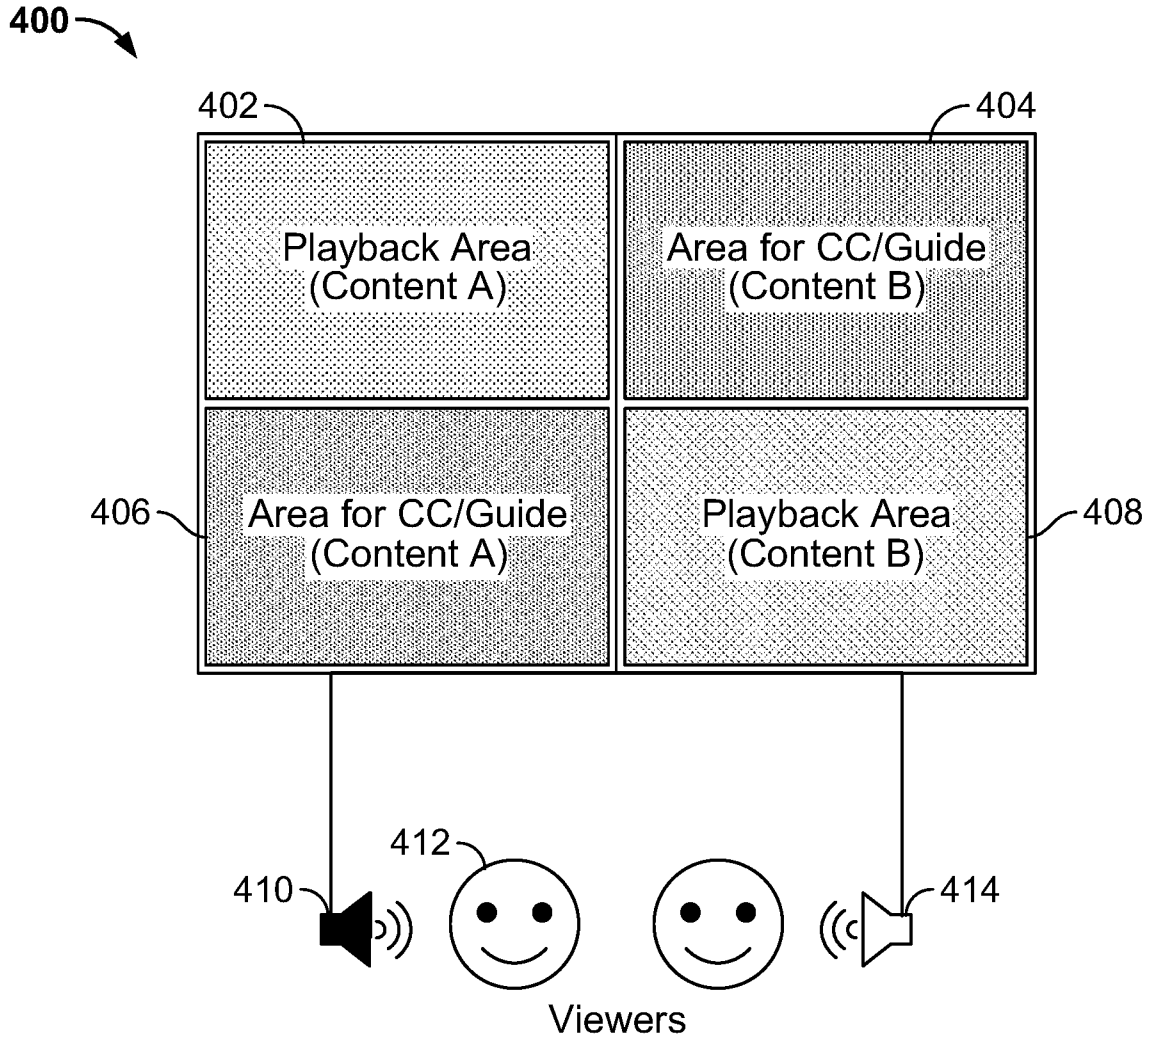 400
402
404
Playback Area
(Content A)
Area for CC/Guide
(Content B)
406
Area for CC/Guide
(Content A)
Playback Area
(Content B)
408
412
410
414
Viewers